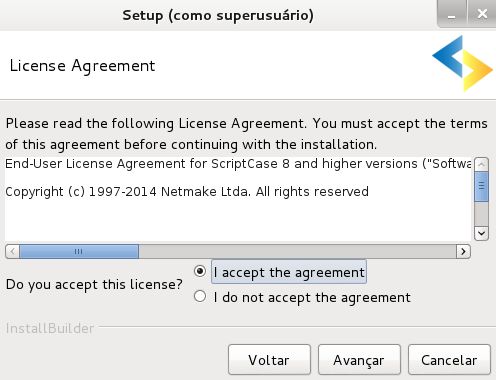 Setup (como superusuário)
License Agreement
Please read the following License Agreement. You must accept the terms
of this agreement before continuing with the installation.
End-User License Agreement for ScriptCase 8 and higher versions ("Softwa
Copyright (c) 1997-2014 Netmake Ltda. All rights reserved
Do you accept this license?
I accept the agreement
I do not accept the agreement
InstallBuilder
Voltar Avançar Cancelar